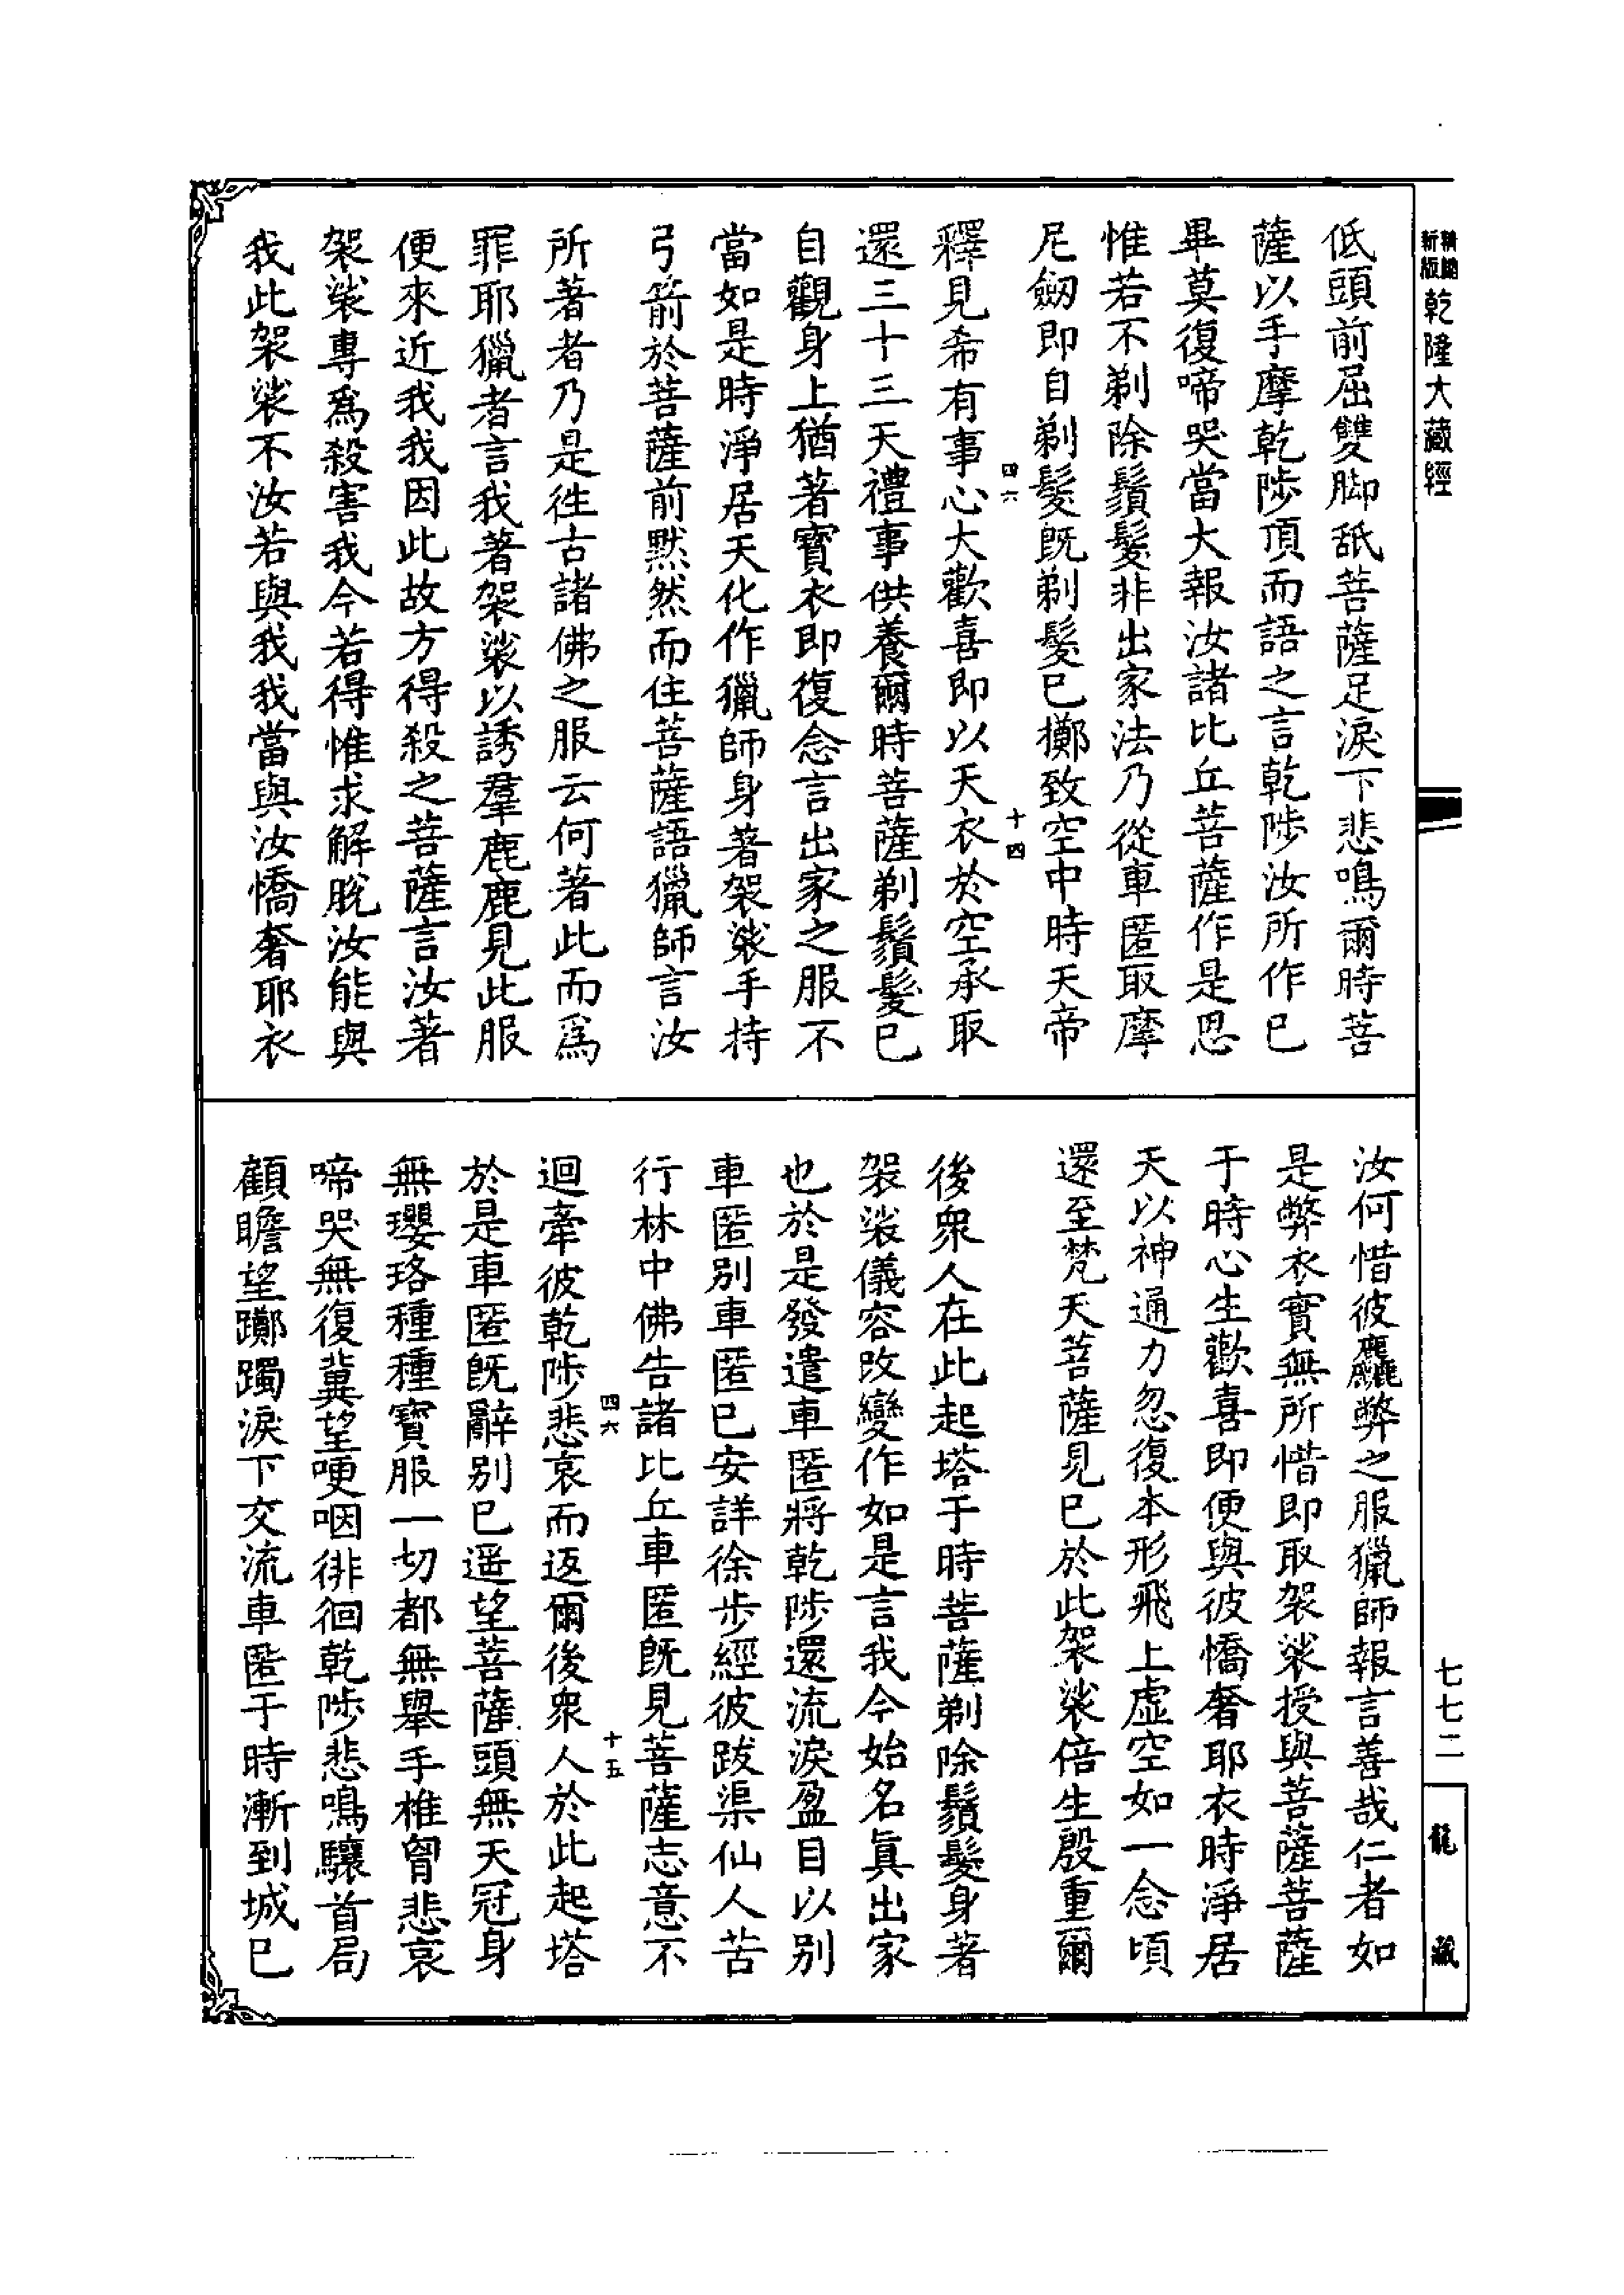 新版
精縮
乾隆大藏經
低頭前屈雙脚舐菩薩足淚下悲鳴爾時菩
薩以手摩乾陟頂而語之言乾陟汝所作已
畢莫復啼哭當大報汝諸比丘菩薩作是思
惟若不剃除鬚髮非出家法乃從車匿取摩
尼劒即自剃髮既剃髮已擲致空中時天帝
四六
十四
釋見希有事心大歡喜即以天衣於空承取
還三十三天禮事供養爾時菩薩剃鬚髮已
自觀身上猶著寶衣即復念言出家之服不
當如是時淨居天化作獵師身著袈裟手持
弓箭於菩薩前默然而住菩薩語獵師言汝
所著者乃是徃古諸佛之服云何著此而爲
罪耶獵者言我著袈裟以誘羣鹿鹿見此服
便來近我我因此故方得殺之菩薩言汝著
袈裟專爲殺害我今若得惟求解脫汝能與
我此袈裟不汝若與我我當與汝憍奢耶衣
汝何惜彼麤弊之服獵師報言善哉仁者如
是弊衣實無所惜即取袈裟授與菩薩菩薩
于時心生歡喜即便與彼憍奢耶衣時淨居
天以神通力忽復本形飛上虛空如一念頃
還至梵天菩薩見已於此袈裟倍生殷重爾
後衆人在此起塔于時菩薩剃除鬚髮身著
袈裟儀容改變作如是言我今始名眞出家
也於是發遣車匿將乾陟還流淚盈目以別
車匿別車匿已安詳徐步經彼跋渠仙人苦
行林中佛告諸比丘車匿既見菩薩志意不
四六
十五
迴牽彼乾陟悲哀而返爾後衆人於此起塔
於是車匿既辭別已遥望菩薩頭無天冠身
無瓔珞種種寶服一切都無舉手椎胷悲哀
啼哭無復冀望哽咽徘徊乾陟悲鳴驤首局
顧瞻望躑躅淚下交流車匿于時漸到城已
七七二
龍藏